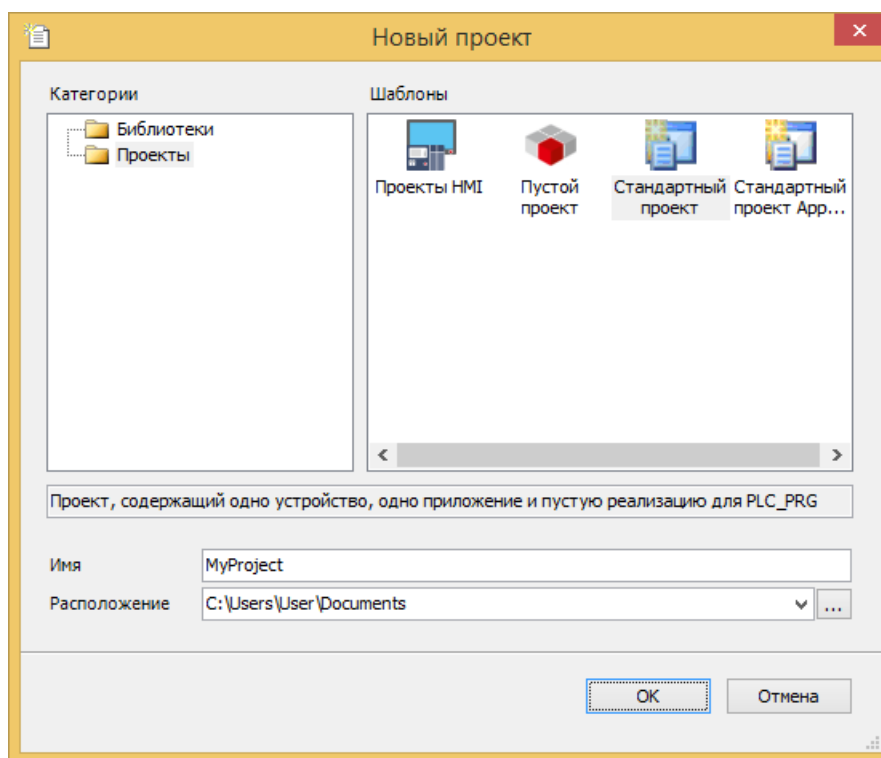 Новый проект
Категории
Шаблоны
Библиотеки
Проекты
Проекты HMI
Пустой
проект
Стандартный
проект
Стандартный
проект App...
Проект, содержащий одно устройство, одно приложение и пустую реализацию для PLC_PRG
Имя
MyProject
Расположение
C:\Users\User\Documents
...
OK
Отмена